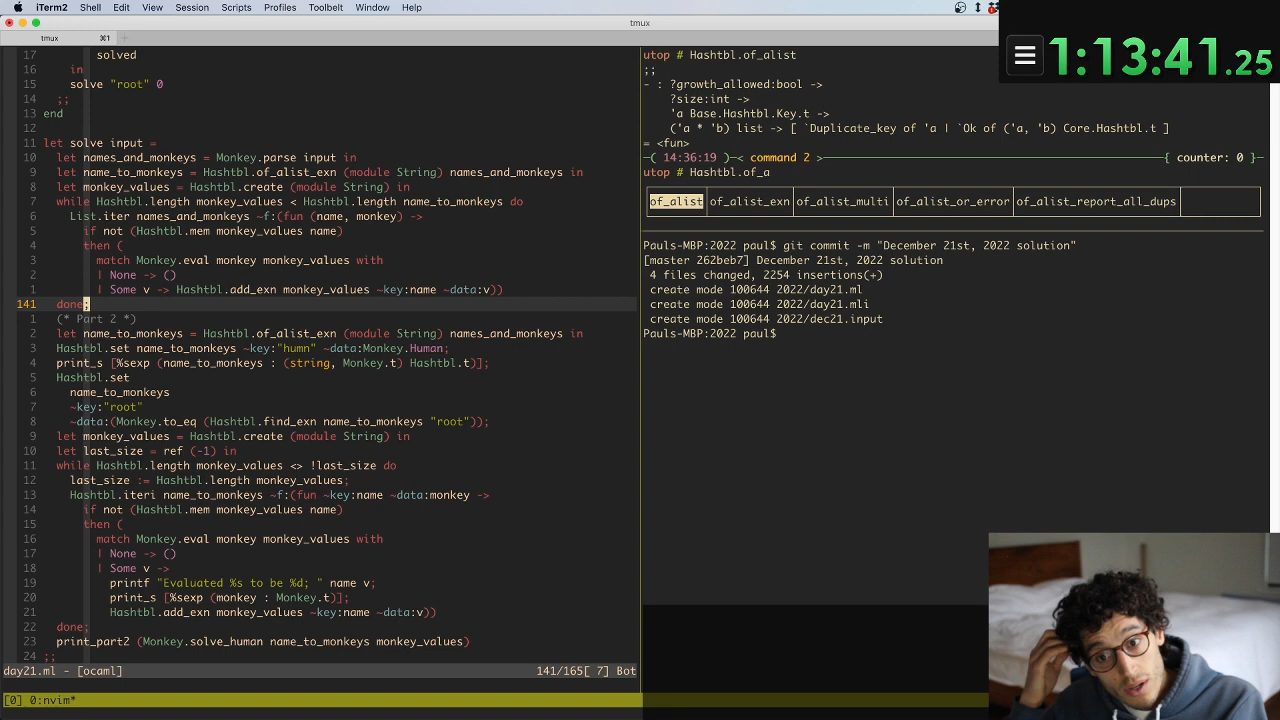 iTerm2 Shell Edit View Session Scripts Profiles Toolbelt Window Help
tmux
tmux ⌘1 +
1:13:41.25
17 solved
16 in
15 solve "root" 0
14 ;;
13 end
12
11 let solve input =
10 let names_and_monkeys = Monkey.parse input in
9 let name_to_monkeys = Hashtbl.of_alist_exn (module String) names_and_monkeys in
8 let monkey_values = Hashtbl.create (module String) in
7 while Hashtbl.length monkey_values < Hashtbl.length name_to_monkeys do
6 List.iter names_and_monkeys ~f:(fun (name, monkey) ->
5 if not (Hashtbl.mem monkey_values name)
4 then (
3 match Monkey.eval monkey monkey_values with
2 | None -> ()
1 | Some v -> Hashtbl.add_exn monkey_values ~key:name ~data:v))
141 done;
1 (* Part 2 *)
2 let name_to_monkeys = Hashtbl.of_alist_exn (module String) names_and_monkeys in
3 Hashtbl.set name_to_monkeys ~key:"humn" ~data:Monkey.Human;
4 print_s [%sexp (name_to_monkeys : (string, Monkey.t) Hashtbl.t)];
5 Hashtbl.set
6 name_to_monkeys
7 ~key:"root"
8 ~data:(Monkey.to_eq (Hashtbl.find_exn name_to_monkeys "root"));
9 let monkey_values = Hashtbl.create (module String) in
10 let last_size = ref (-1) in
11 while Hashtbl.length monkey_values <> !last_size do
12 last_size := Hashtbl.length monkey_values;
13 Hashtbl.iteri name_to_monkeys ~f:(fun ~key:name ~data:monkey ->
14 if not (Hashtbl.mem monkey_values name)
15 then (
16 match Monkey.eval monkey monkey_values with
17 | None -> ()
18 | Some v ->
19 printf "Evaluated %s to be %d; " name v;
20 print_s [%sexp (monkey : Monkey.t)];
21 Hashtbl.add_exn monkey_values ~key:name ~data:v))
22 done;
23 print_part2 (Monkey.solve_human name_to_monkeys monkey_values)
24 ;;
day21.ml - [ocaml] 141/165[ 7] Bot
[0] 0:nvim*
utop # Hashtbl.of_alist
;;
- : ?growth_allowed:bool ->
?size:int ->
'a Base.Hashtbl.Key.t ->
('a * 'b) list -> [ `Duplicate_key of 'a | `Ok of ('a, 'b) Core.Hashtbl.t ]
= <fun>
-( 14:36:19 )-< command 2 > { counter: 0 }-
utop # Hashtbl.of_a
of_alist of_alist_exn of_alist_multi of_alist_or_error of_alist_report_all_dups
Pauls-MBP:2022 paul$ git commit -m "December 21st, 2022 solution"
[master 262beb7] December 21st, 2022 solution
4 files changed, 2254 insertions(+)
create mode 100644 2022/day21.ml
create mode 100644 2022/day21.mli
create mode 100644 2022/dec21.input
Pauls-MBP:2022 paul$